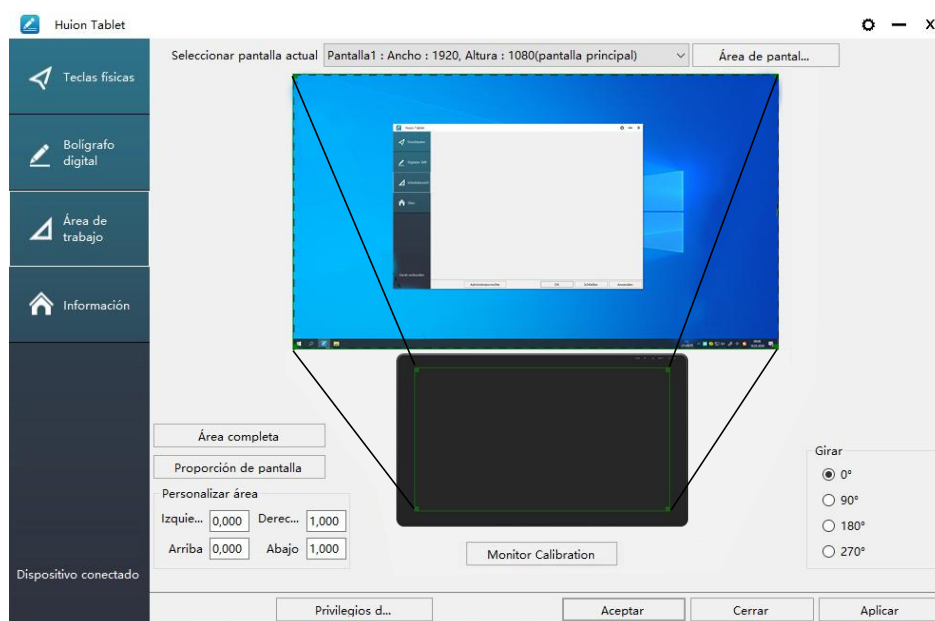 Huion Tablet
Seleccionar pantalla actual Pantalla1 : Ancho : 1920, Altura : 1080(pantalla principal) Área de pantal...
Teclas físicas
Bolígrafo
digital
Área de
trabajo
Información
Área completa
Proporción de pantalla
Personalizar área
Izquie... 0,000 Derec... 1,000
Arriba 0,000 Abajo 1,000
Monitor Calibration
Girar
0°
90°
180°
270°
Dispositivo conectado
Privilegios d... Aceptar Cerrar Aplicar